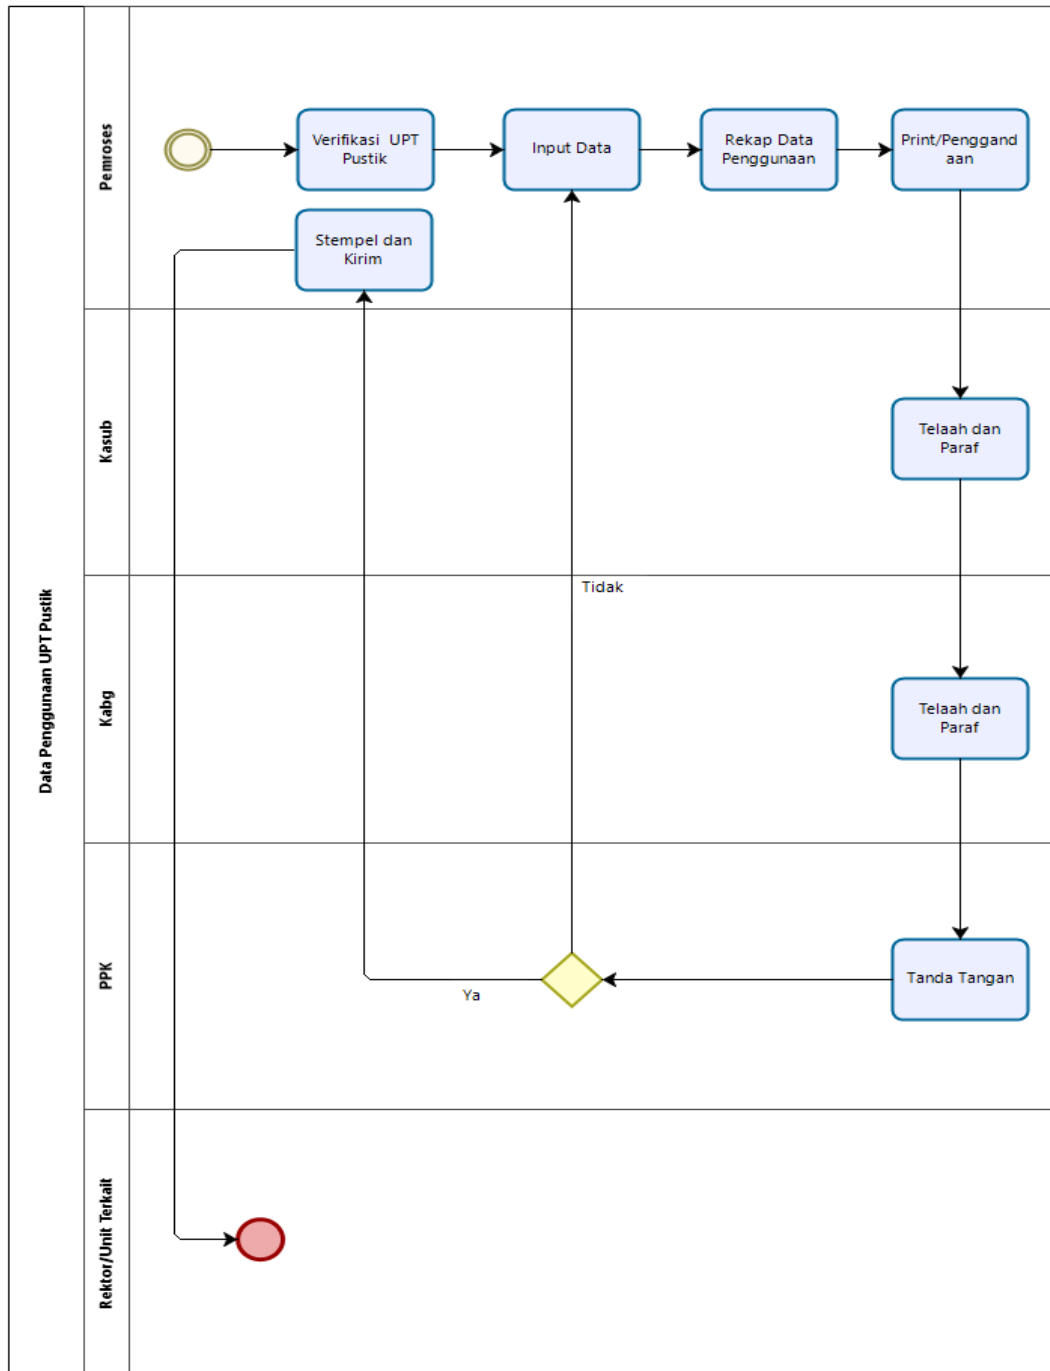 Data Penggunaan UPT Pustik
Pemroses
Verifikasi UPT
Pustik
Input Data
Rekap Data
Penggunaan
Print/Penggand
aan
Stempel dan
Kirim
Kasub
Telaah dan
Paraf
Kabg
Tidak
Telaah dan
Paraf
PPK
Ya
Tanda Tangan
Rektor/Unit Terkait